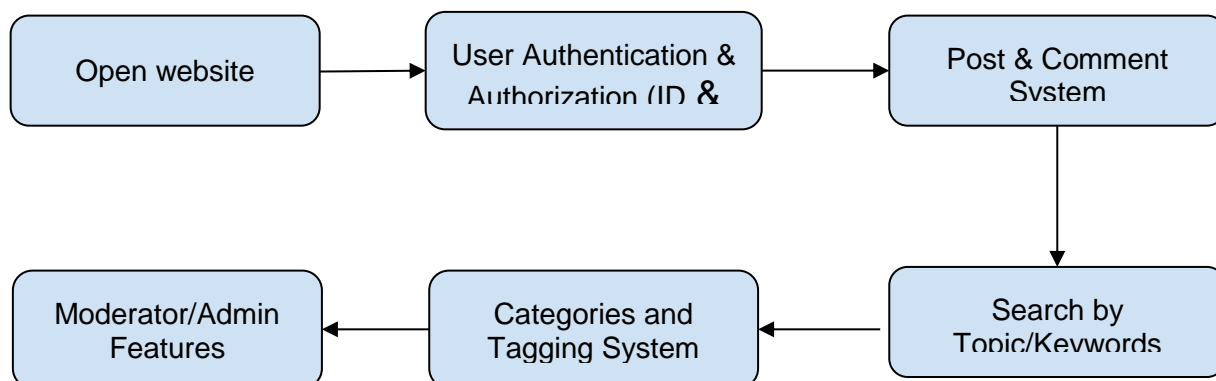 Open website
User Authentication &
Authorization (ID &
Post & Comment
System
Search by
Topic/Keywords
Categories and
Tagging System
Moderator/Admin
Features